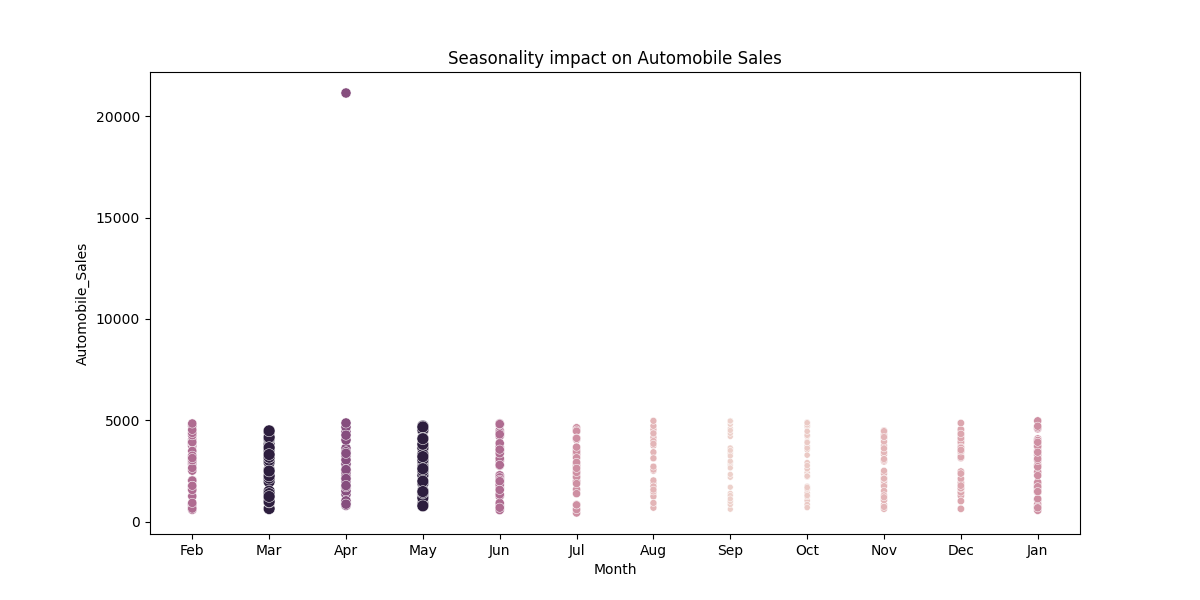 Seasonality impact on Automobile Sales
Automobile_Sales
20000
15000
10000
5000
0
Feb Mar Apr May Jun Jul Aug Sep Oct Nov Dec Jan
Month